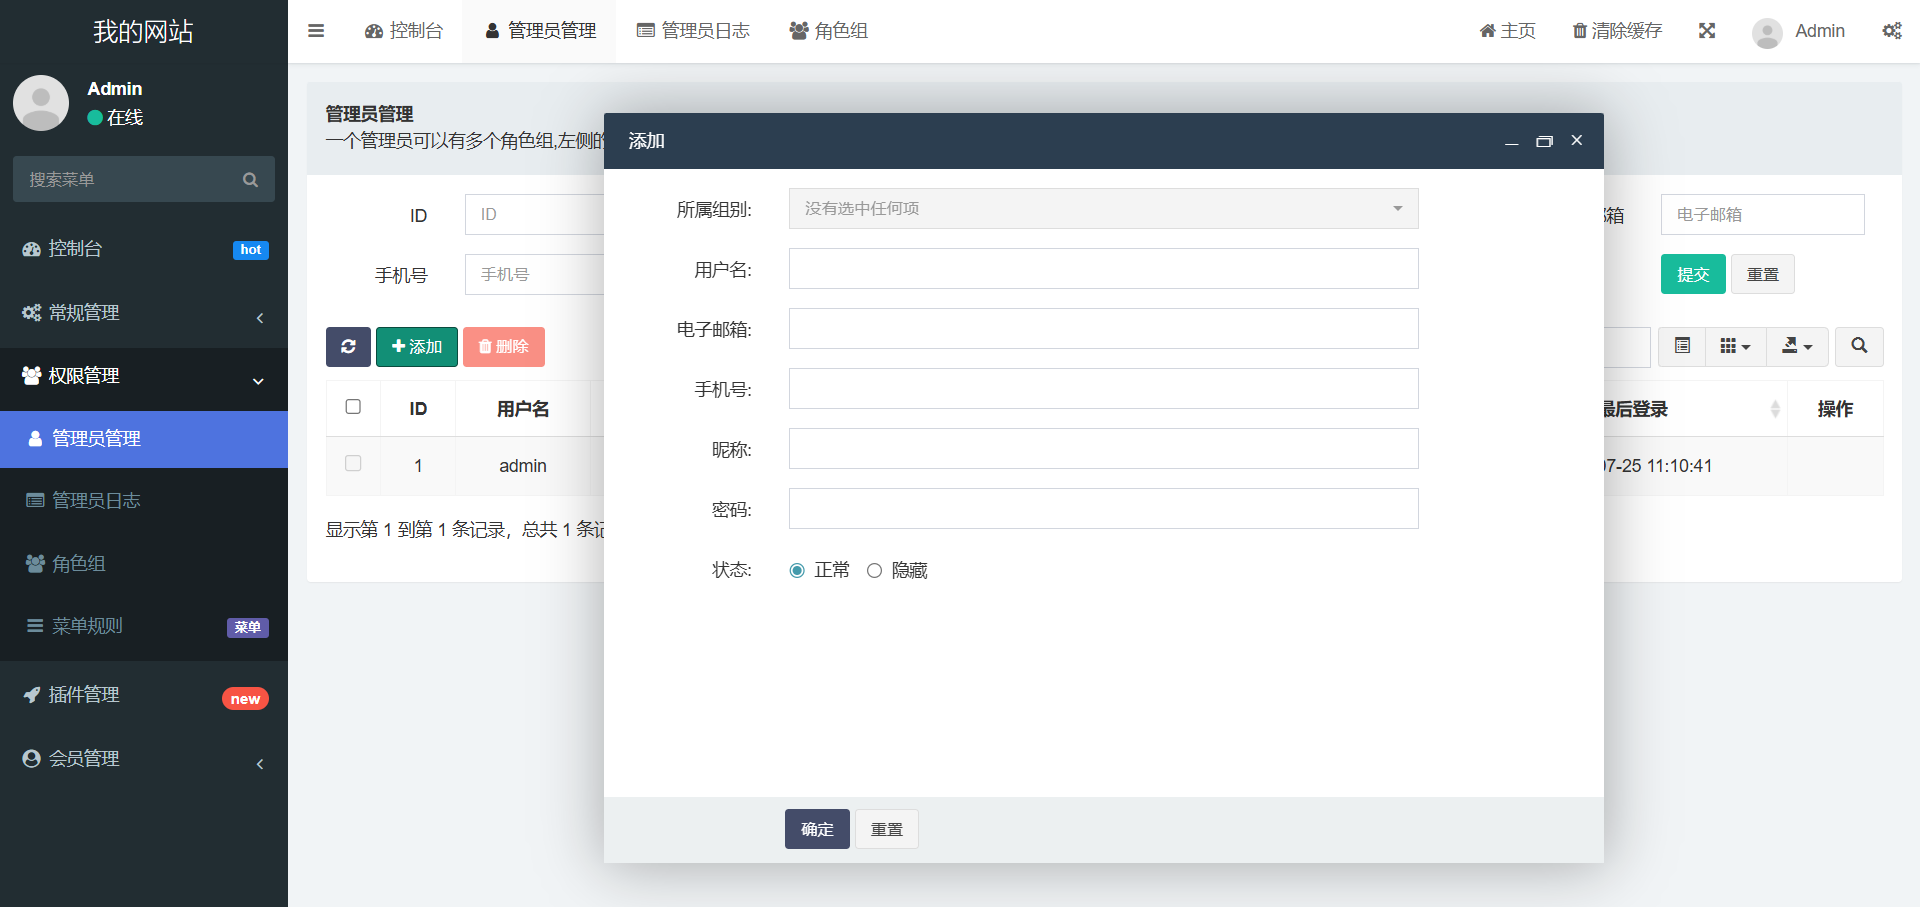 我的网站
Admin
在线
搜索菜单
控制台 hot
常规管理
权限管理
管理员管理
管理员日志
角色组
菜单规则 菜单
插件管理 new
会员管理
控制台 管理员管理 管理员日志 角色组 主页 清除缓存 Admin
管理员管理
一个管理员可以有多个角色组,左侧的
ID ID 邮箱 电子邮箱
手机号 手机号 提交 重置
添加 删除
ID 用户名 最后登录 操作
1 admin 07-25 11:10:41
显示第 1 到第 1 条记录，总共 1 条记
添加
所属组别: 没有选中任何项
用户名:
电子邮箱:
手机号:
昵称:
密码:
状态: 正常 隐藏
确定 重置